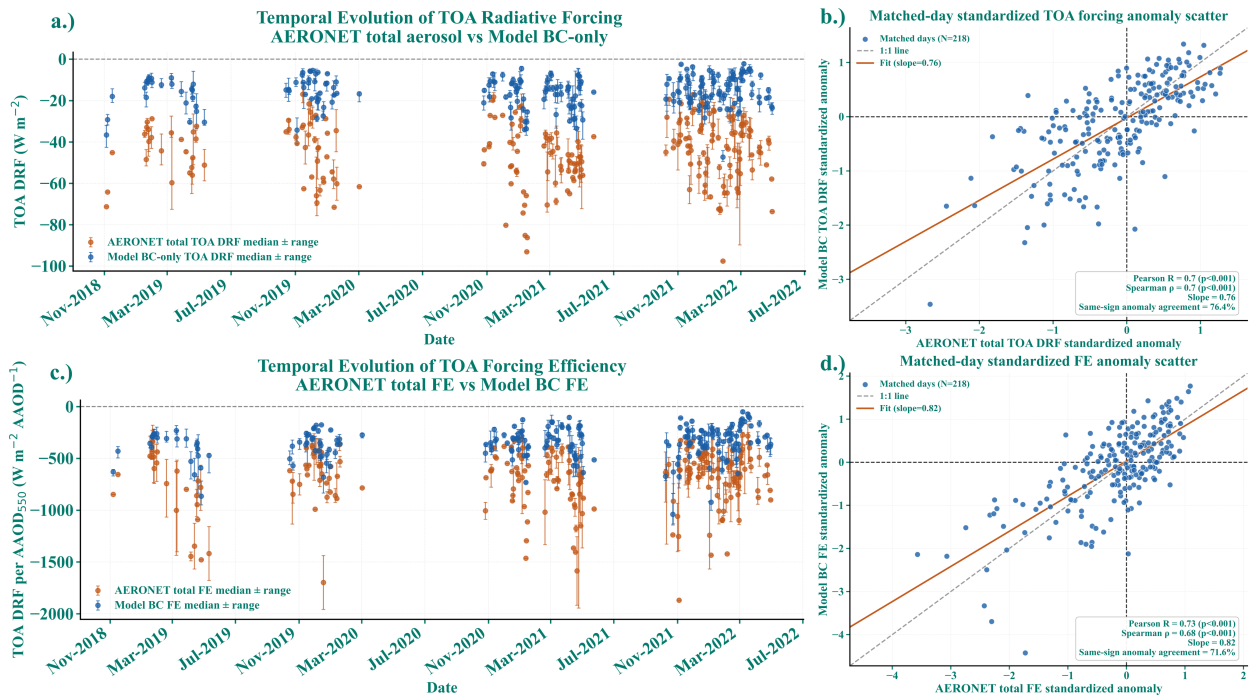 a.)
Temporal Evolution of TOA Radiative Forcing
AERONET total aerosol vs Model BC-only
TOA DRF (W m−2)
0
−20
−40
−60
−80
−100
AERONET total TOA DRF median ± range
Model BC-only TOA DRF median ± range
Nov-2018
Mar-2019
Jul-2019
Nov-2019
Mar-2020
Jul-2020
Nov-2020
Mar-2021
Jul-2021
Nov-2021
Mar-2022
Jul-2022
Date
b.)
Matched-day standardized TOA forcing anomaly scatter
Model BC TOA DRF standardized anomaly
Matched days (N=218)
1:1 line
Fit (slope=0.76)
1
0
−1
−2
−3
Pearson R = 0.7 (p<0.001)
Spearman ρ = 0.7 (p<0.001)
Slope = 0.76
Same-sign anomaly agreement = 76.4%
−3
−2
−1
0
1
AERONET total TOA DRF standardized anomaly
c.)
Temporal Evolution of TOA Forcing Efficiency
AERONET total FE vs Model BC FE
TOA DRF per AAOD550 (W m−2 AAOD−1)
0
−500
−1000
−1500
−2000
AERONET total FE median ± range
Model BC FE median ± range
Nov-2018
Mar-2019
Jul-2019
Nov-2019
Mar-2020
Jul-2020
Nov-2020
Mar-2021
Jul-2021
Nov-2021
Mar-2022
Jul-2022
Date
d.)
Matched-day standardized FE anomaly scatter
Model BC FE standardized anomaly
Matched days (N=218)
1:1 line
Fit (slope=0.82)
2
1
0
−1
−2
−3
−4
Pearson R = 0.73 (p<0.001)
Spearman ρ = 0.68 (p<0.001)
Slope = 0.82
Same-sign anomaly agreement = 71.6%
−4
−3
−2
−1
0
1
2
AERONET total FE standardized anomaly